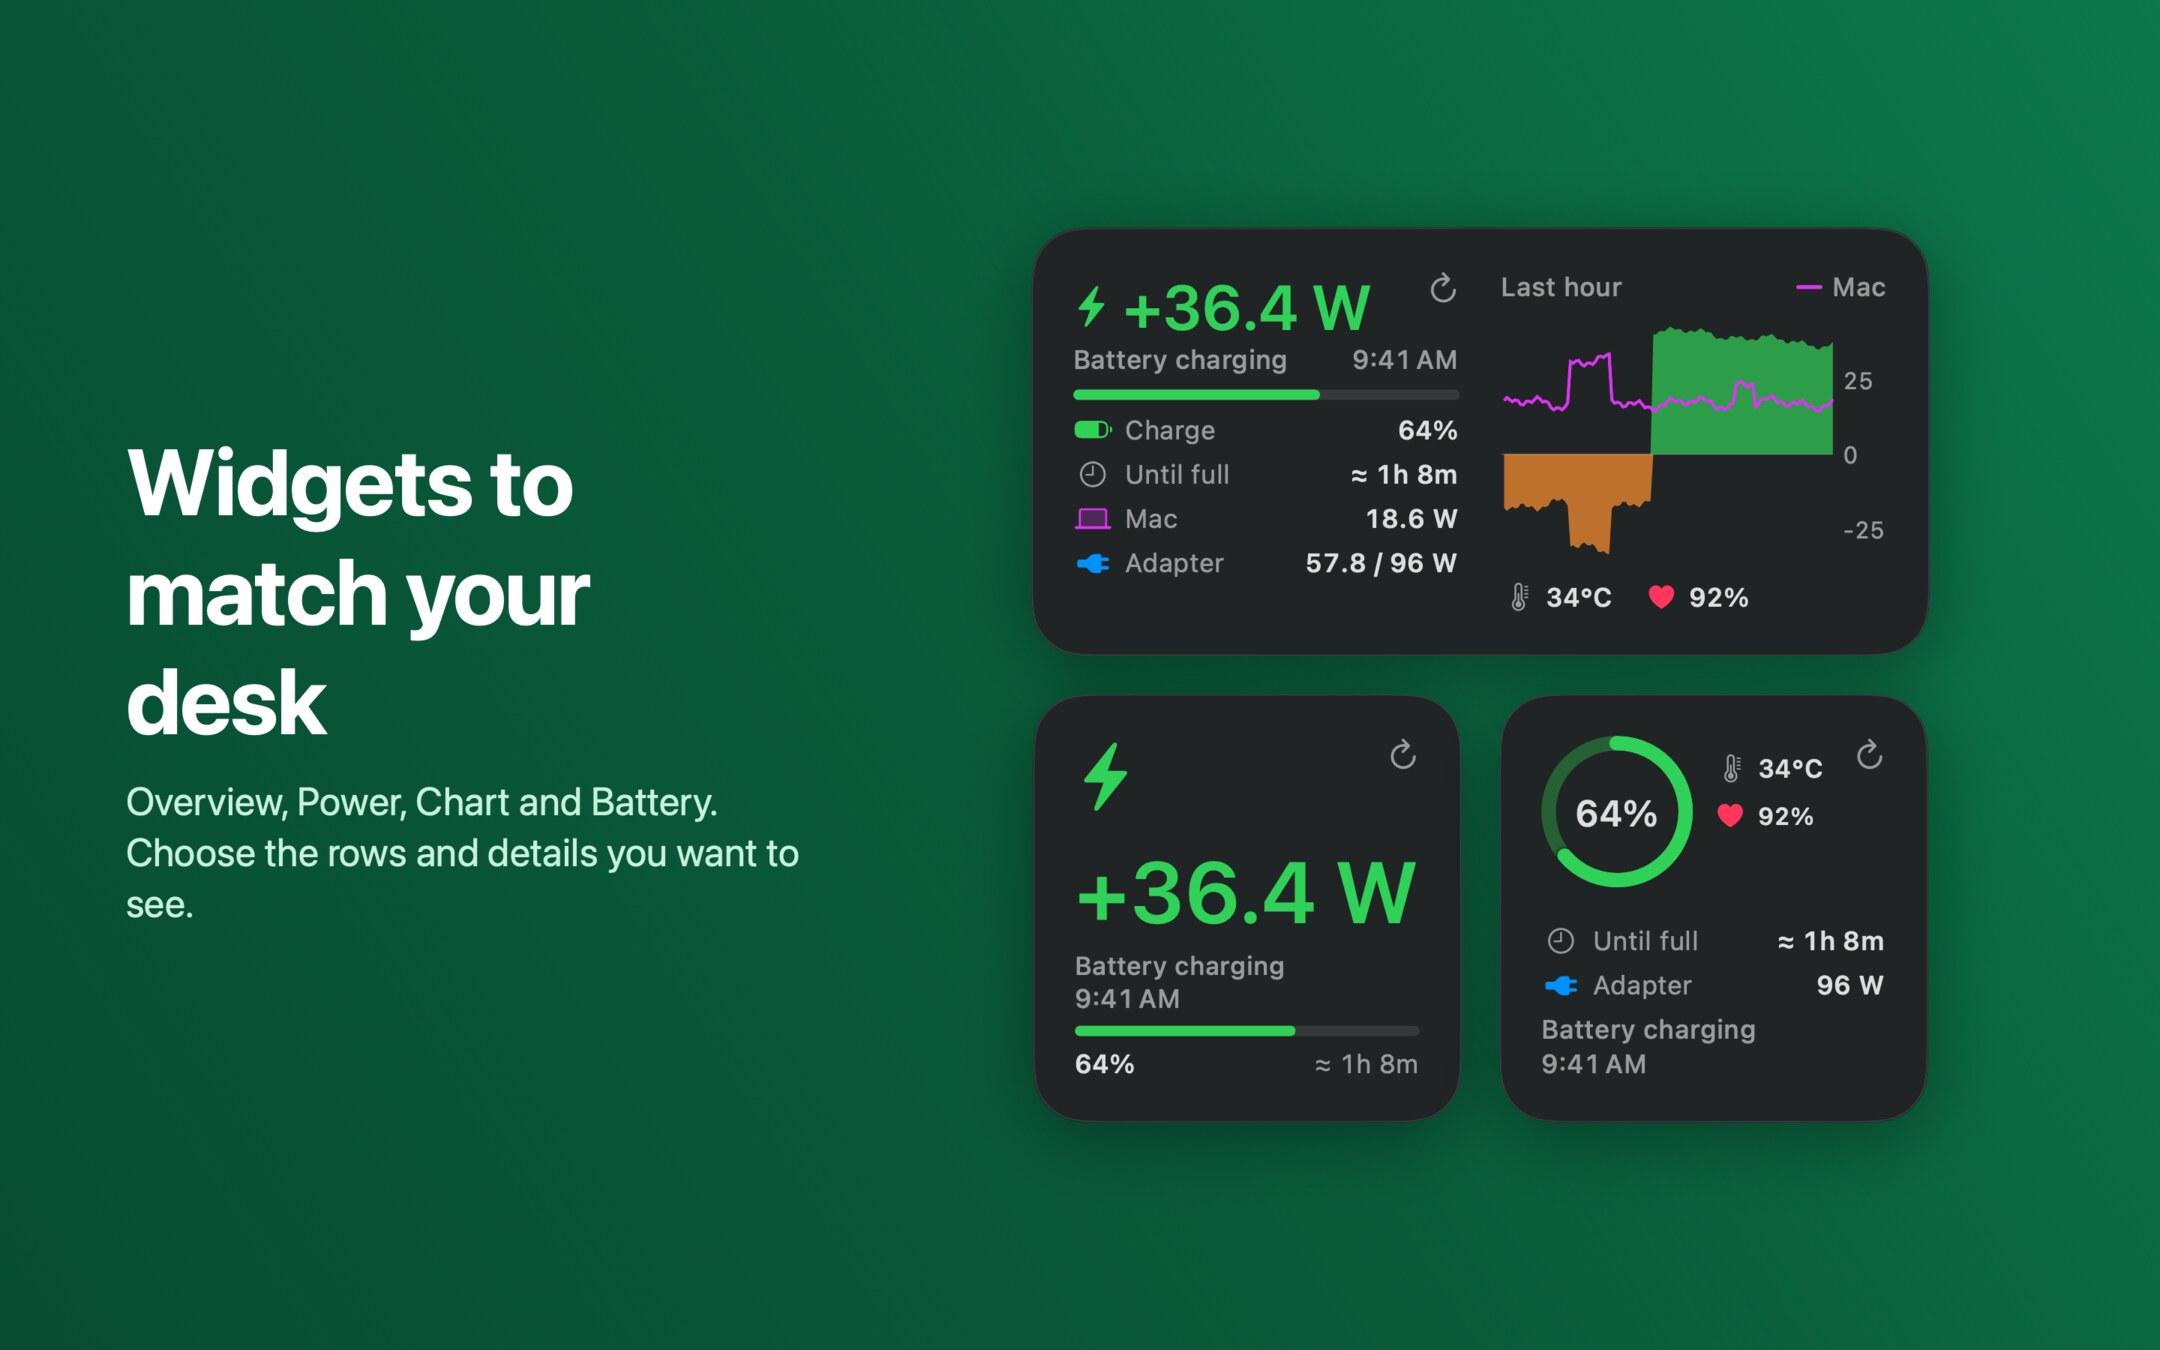 Widgets to
match your
desk
Overview, Power, Chart and Battery.
Choose the rows and details you want to
see.
+36.4 W
Battery charging 9:41 AM
Charge 64%
Until full ≈ 1h 8m
Mac 18.6 W
Adapter 57.8 / 96 W
Last hour Mac
25
0
-25
34°C 92%
+36.4 W
Battery charging
9:41 AM
64% ≈ 1h 8m
64%
34°C
92%
Until full ≈ 1h 8m
Adapter 96 W
Battery charging
9:41 AM